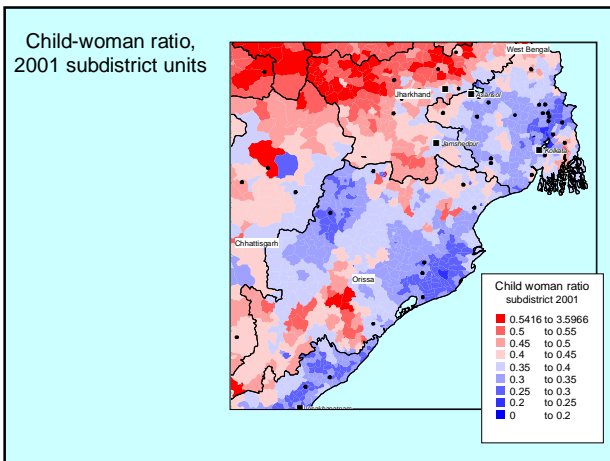 Child-woman ratio,
2001 subdistrict units
West Bengal
Jharkhand
Asansol
Jamshedpur
Kolkata
Chhattisgarh
Orissa
Child woman ratio
subdistrict 2001
0.5416 to 3.5966
0.5 to 0.55
0.45 to 0.5
0.4 to 0.45
0.35 to 0.4
0.3 to 0.35
0.25 to 0.3
0.2 to 0.25
0 to 0.2